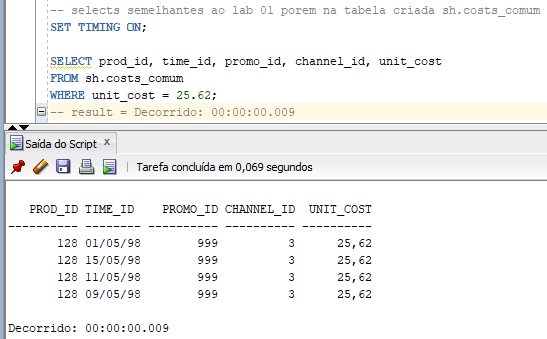 -- selects semelhantes ao lab 01 porem na tabela criada sh.costs_comum
SET TIMING ON;
SELECT prod_id, time_id, promo_id, channel_id, unit_cost
FROM sh.costs_comum
WHERE unit_cost = 25.62;
-- result = Decorrido: 00:00:00.009
Saída do Script x
Tarefa concluída em 0,069 segundos
PROD_ID TIME_ID PROMO_ID CHANNEL_ID UNIT_COST
---------- -------- ---------- ---------- ----------
128 01/05/98 999 3 25,62
128 15/05/98 999 3 25,62
128 11/05/98 999 3 25,62
128 09/05/98 999 3 25,62
Decorrido: 00:00:00.009